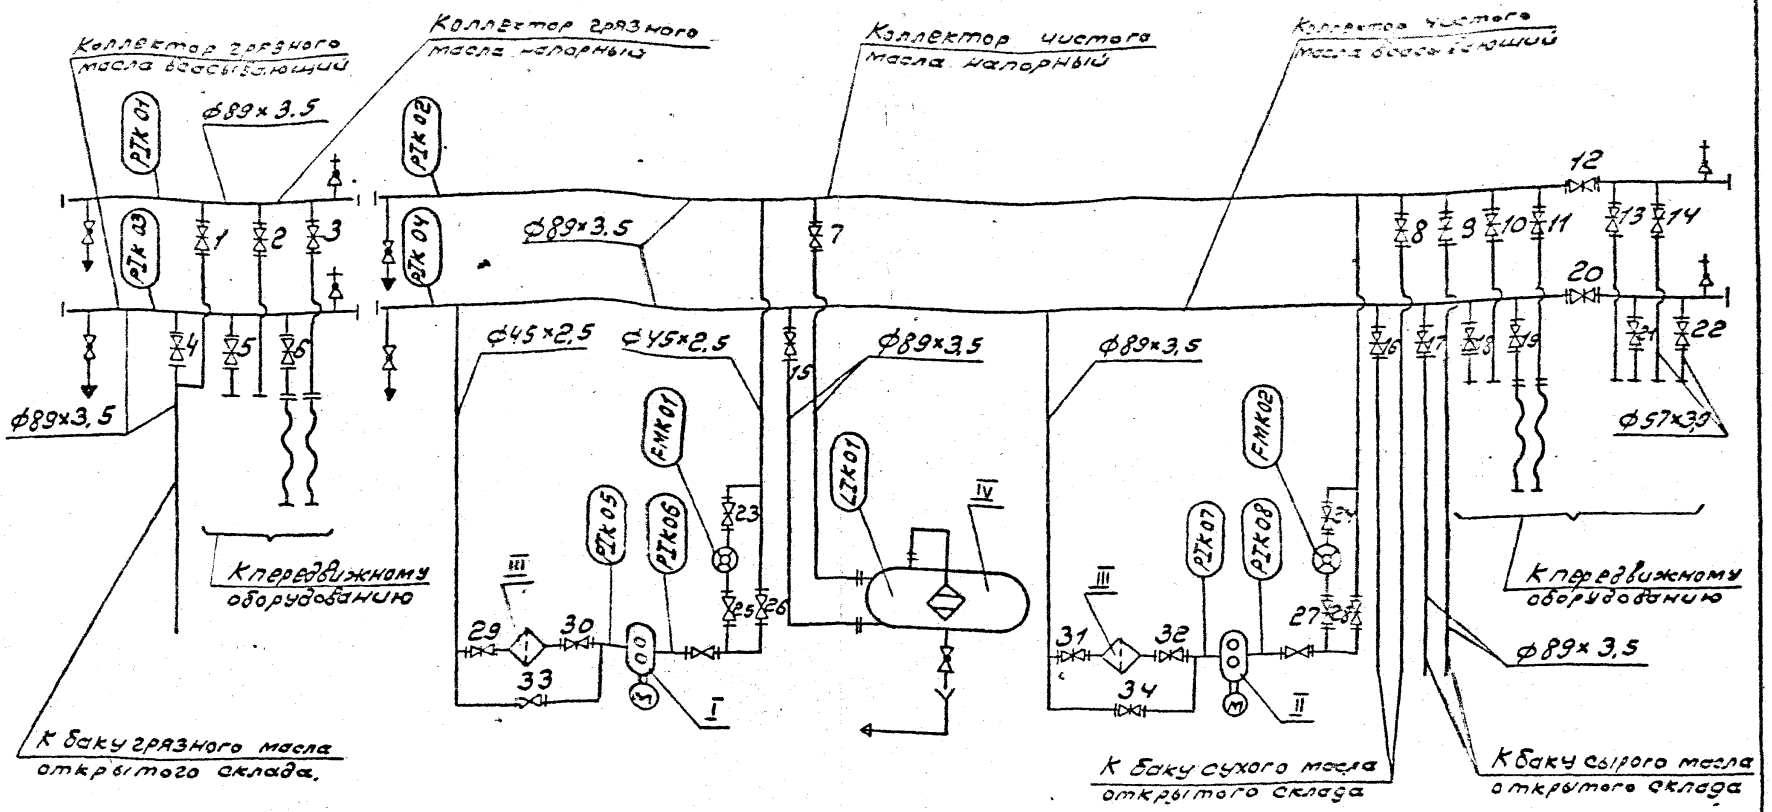 Коллектор грязного
масла всасывающий
Коллектор грязного
масла напорный
Коллектор чистого
масла напорный
Коллектор чистого
масла всасывающий
PIK 01
ф89×3.5
PIK 02
12
PIK 03
1
2
3
PIK 04
ф89×3.5
7
8
9
10
11
13
14
20
4
5
6
ф45×2,5
ф45×2,5
15
ф89×3,5
ф89×3,5
16
17
18
19
21
22
ф89×3,5
FMK01
FMK02
ф57×3,5
LIK01
IV
PIK05
PIK06
23
PIK07
PIK08
К передвижному
оборудованию
III
25
26
III
27
28
К передвижному
оборудованию
29
30
31
32
ф89×3,5
33
34
I
М
II
К баку грязного масла
открытого склада.
К баку сухого масла
открытого склада
К баку сырого масла
открытого склада